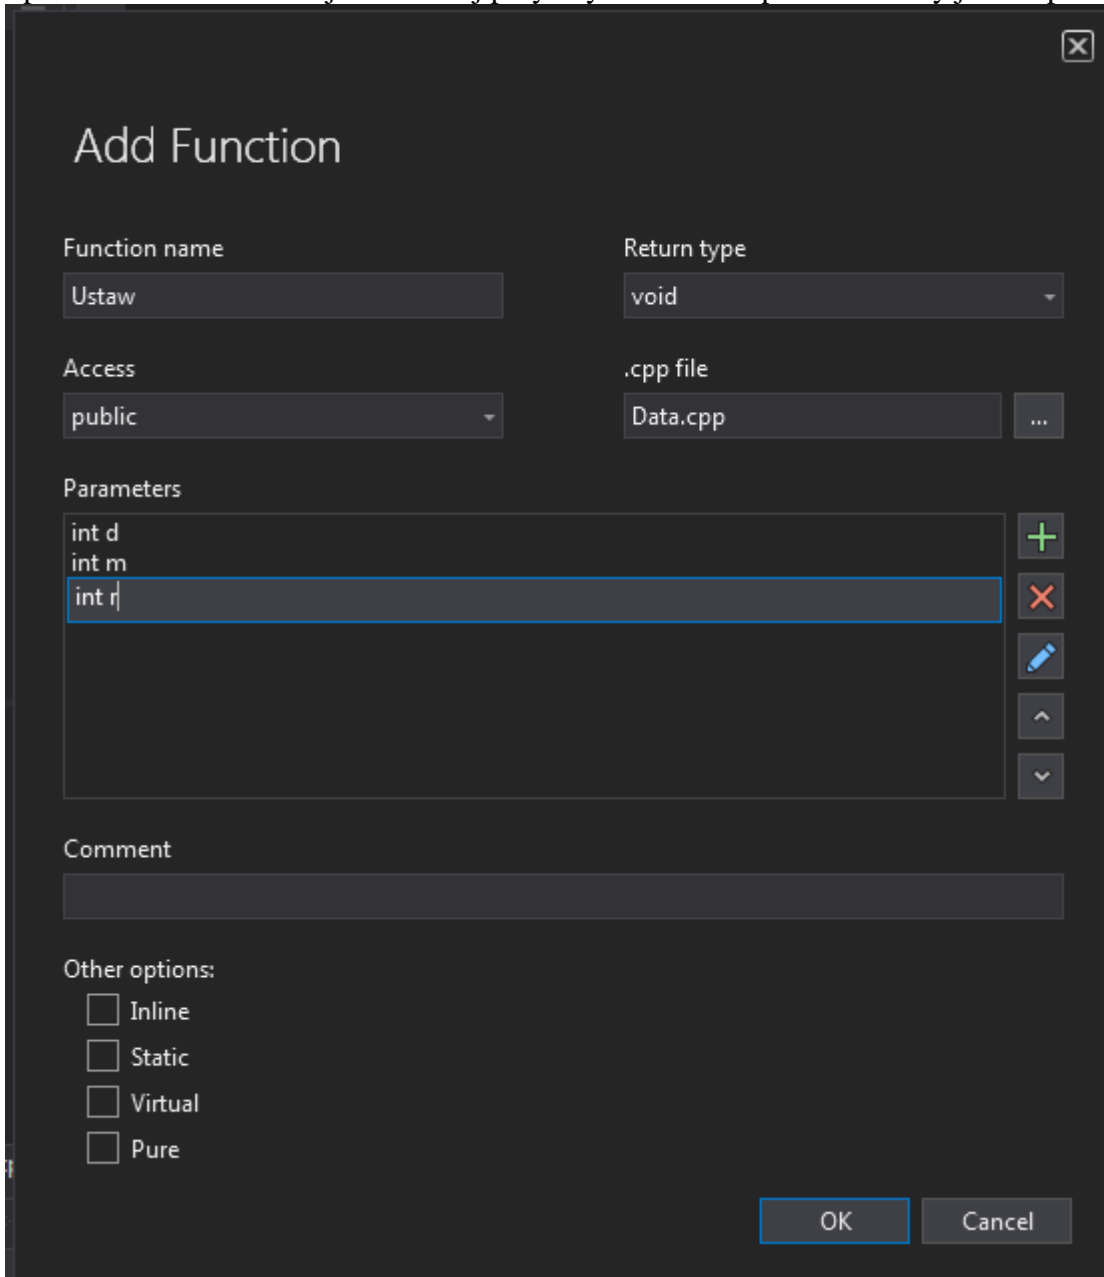 Add Function
Function name
Return type
Ustaw
void
Access
.cpp file
public
Data.cpp
...
Parameters
int d
int m
int r
Comment
Other options:
Inline
Static
Virtual
Pure
OK
Cancel